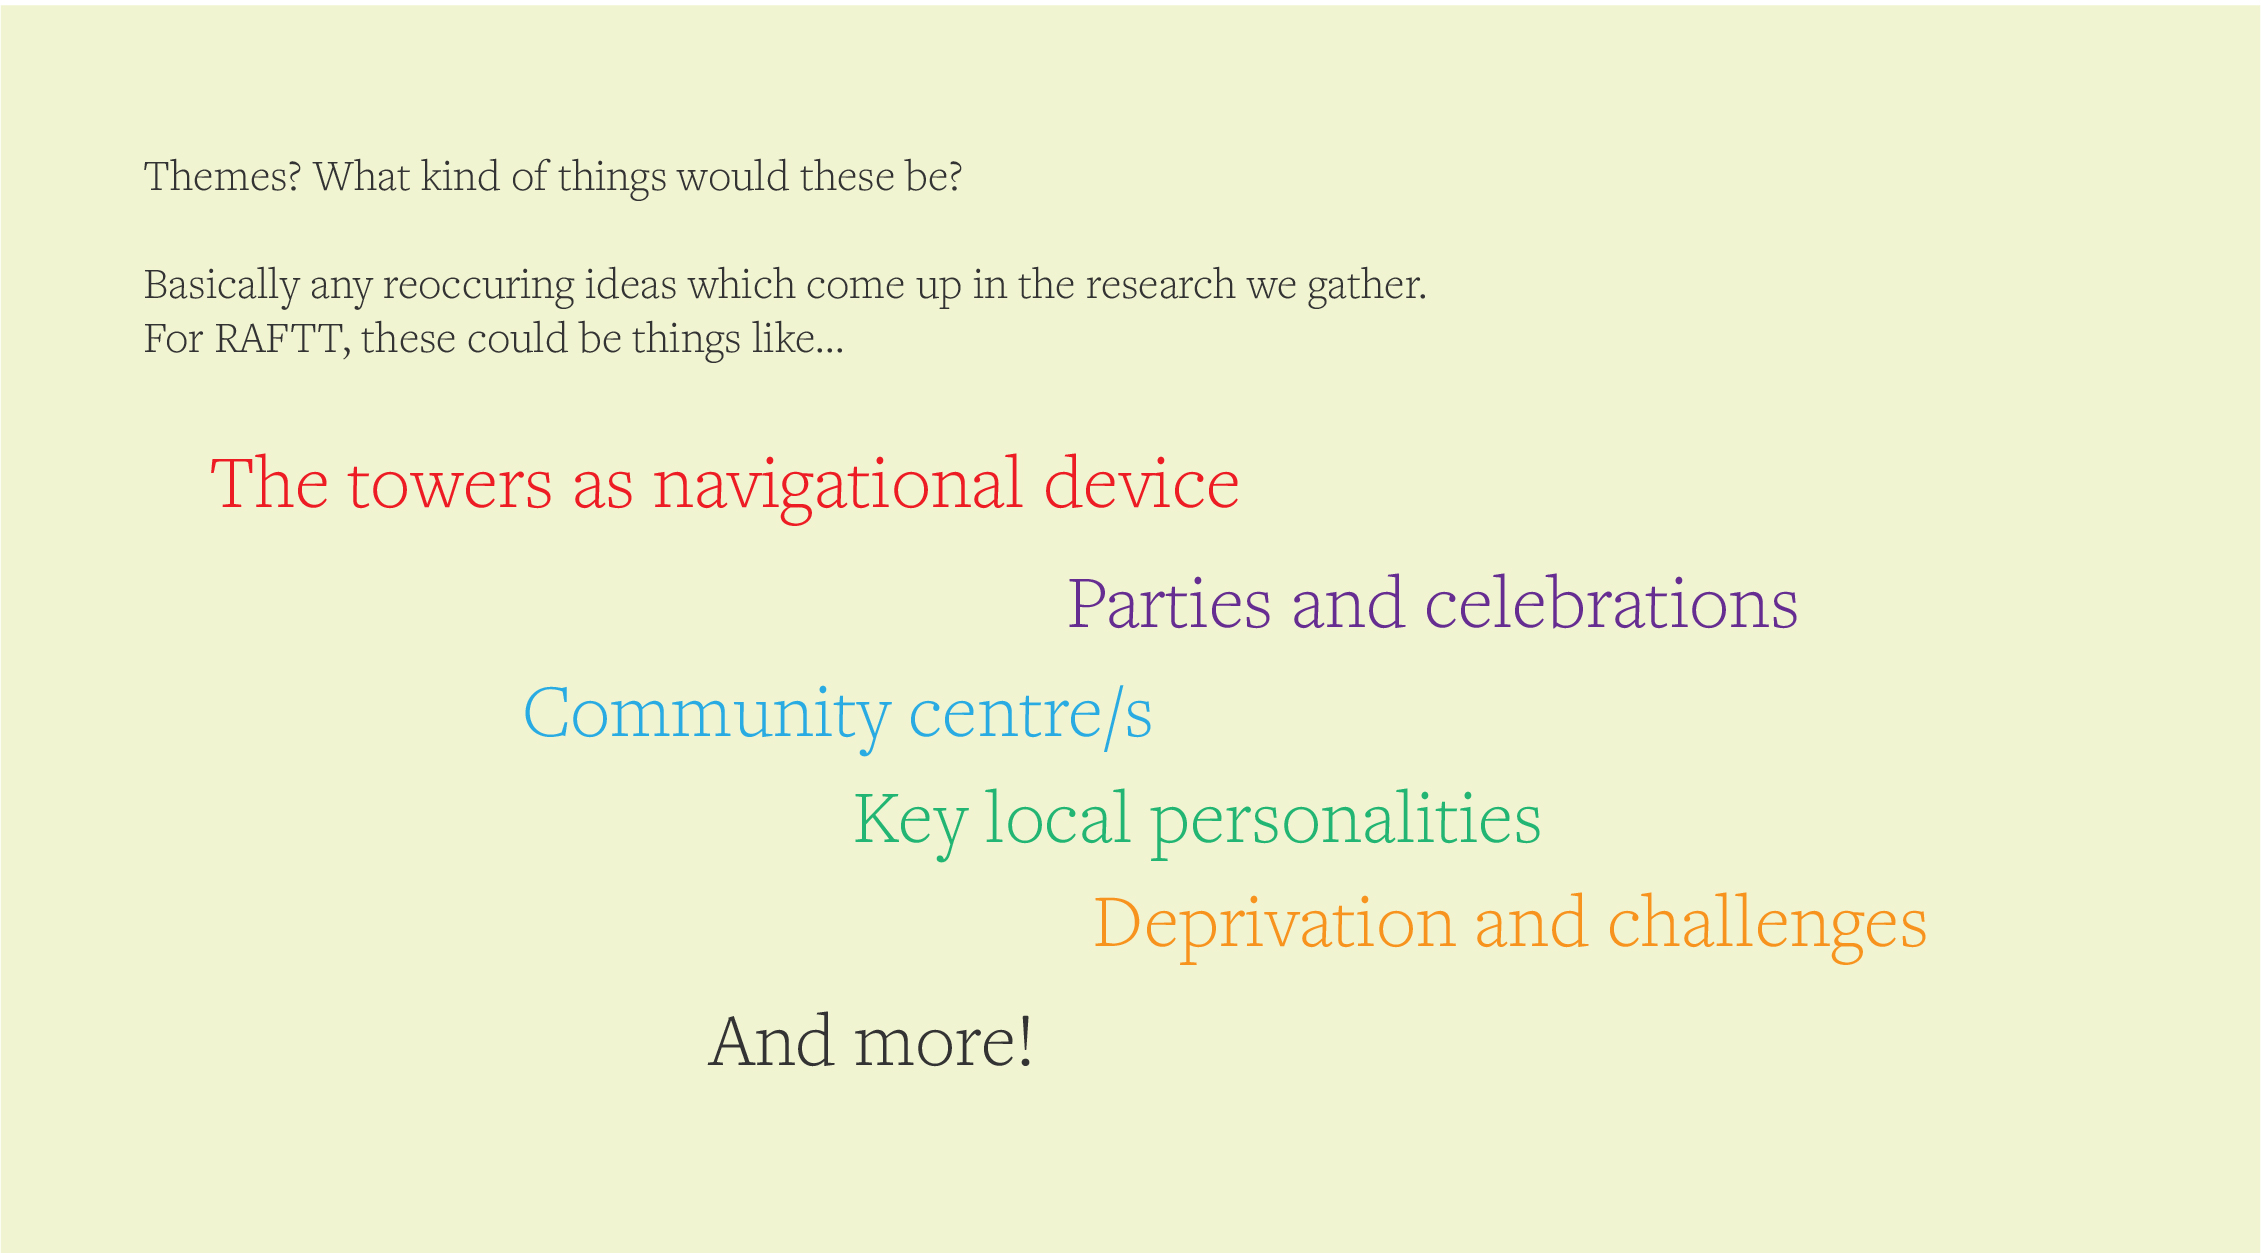 Themes? What kind of things would these be?
Basically any reoccuring ideas which come up in the research we gather.
For RAFTT, these could be things like...
The towers as navigational device
Parties and celebrations
Community centre/s
Key local personalities
Deprivation and challenges
And more!